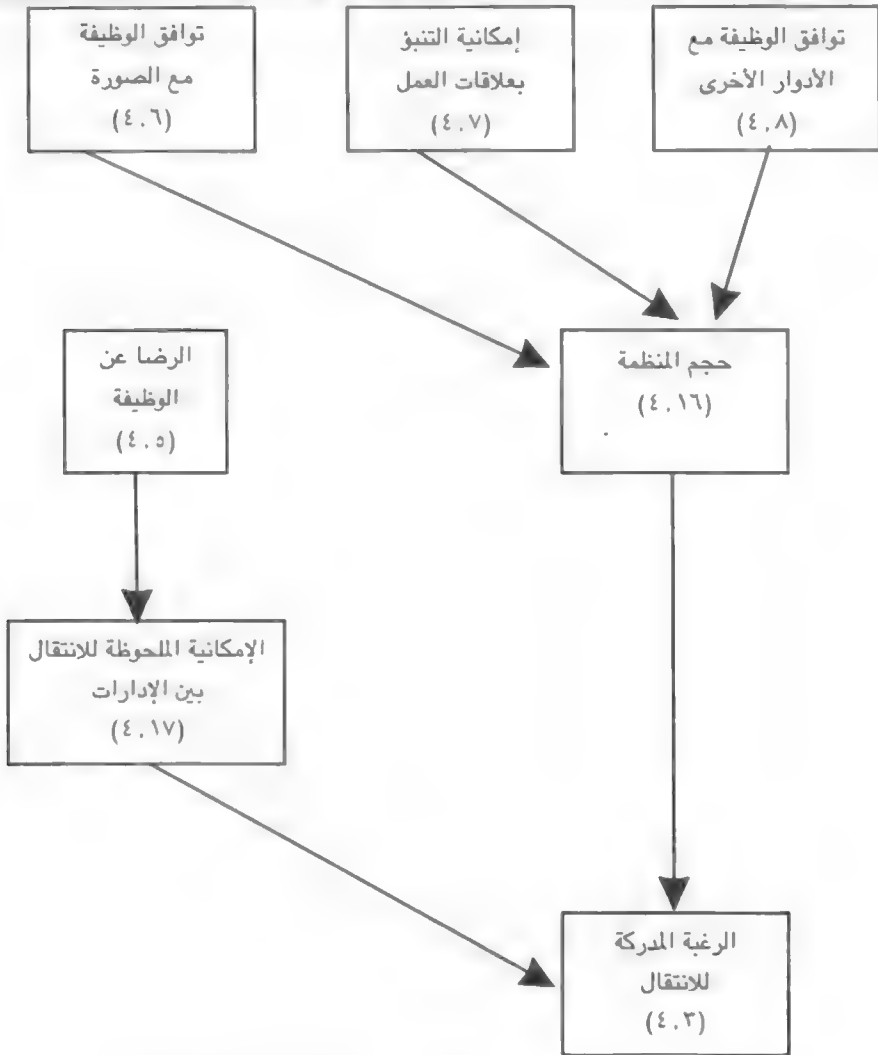 توافق الوظيفة
مع الصورة
(٤.٦)
إمكانية التنبؤ
بعلاقات العمل
(٤.٧)
توافق الوظيفة مع
الأدوار الأخرى
(٤.٨)
الرضا عن
الوظيفة
(٤.٥)
حجم المنظمة
(٤.١٦)
الإمكانية الملحوظة للانتقال
بين الإدارات
(٤.١٧)
الرغبة المدركة
للانتقال
(٤.٣)